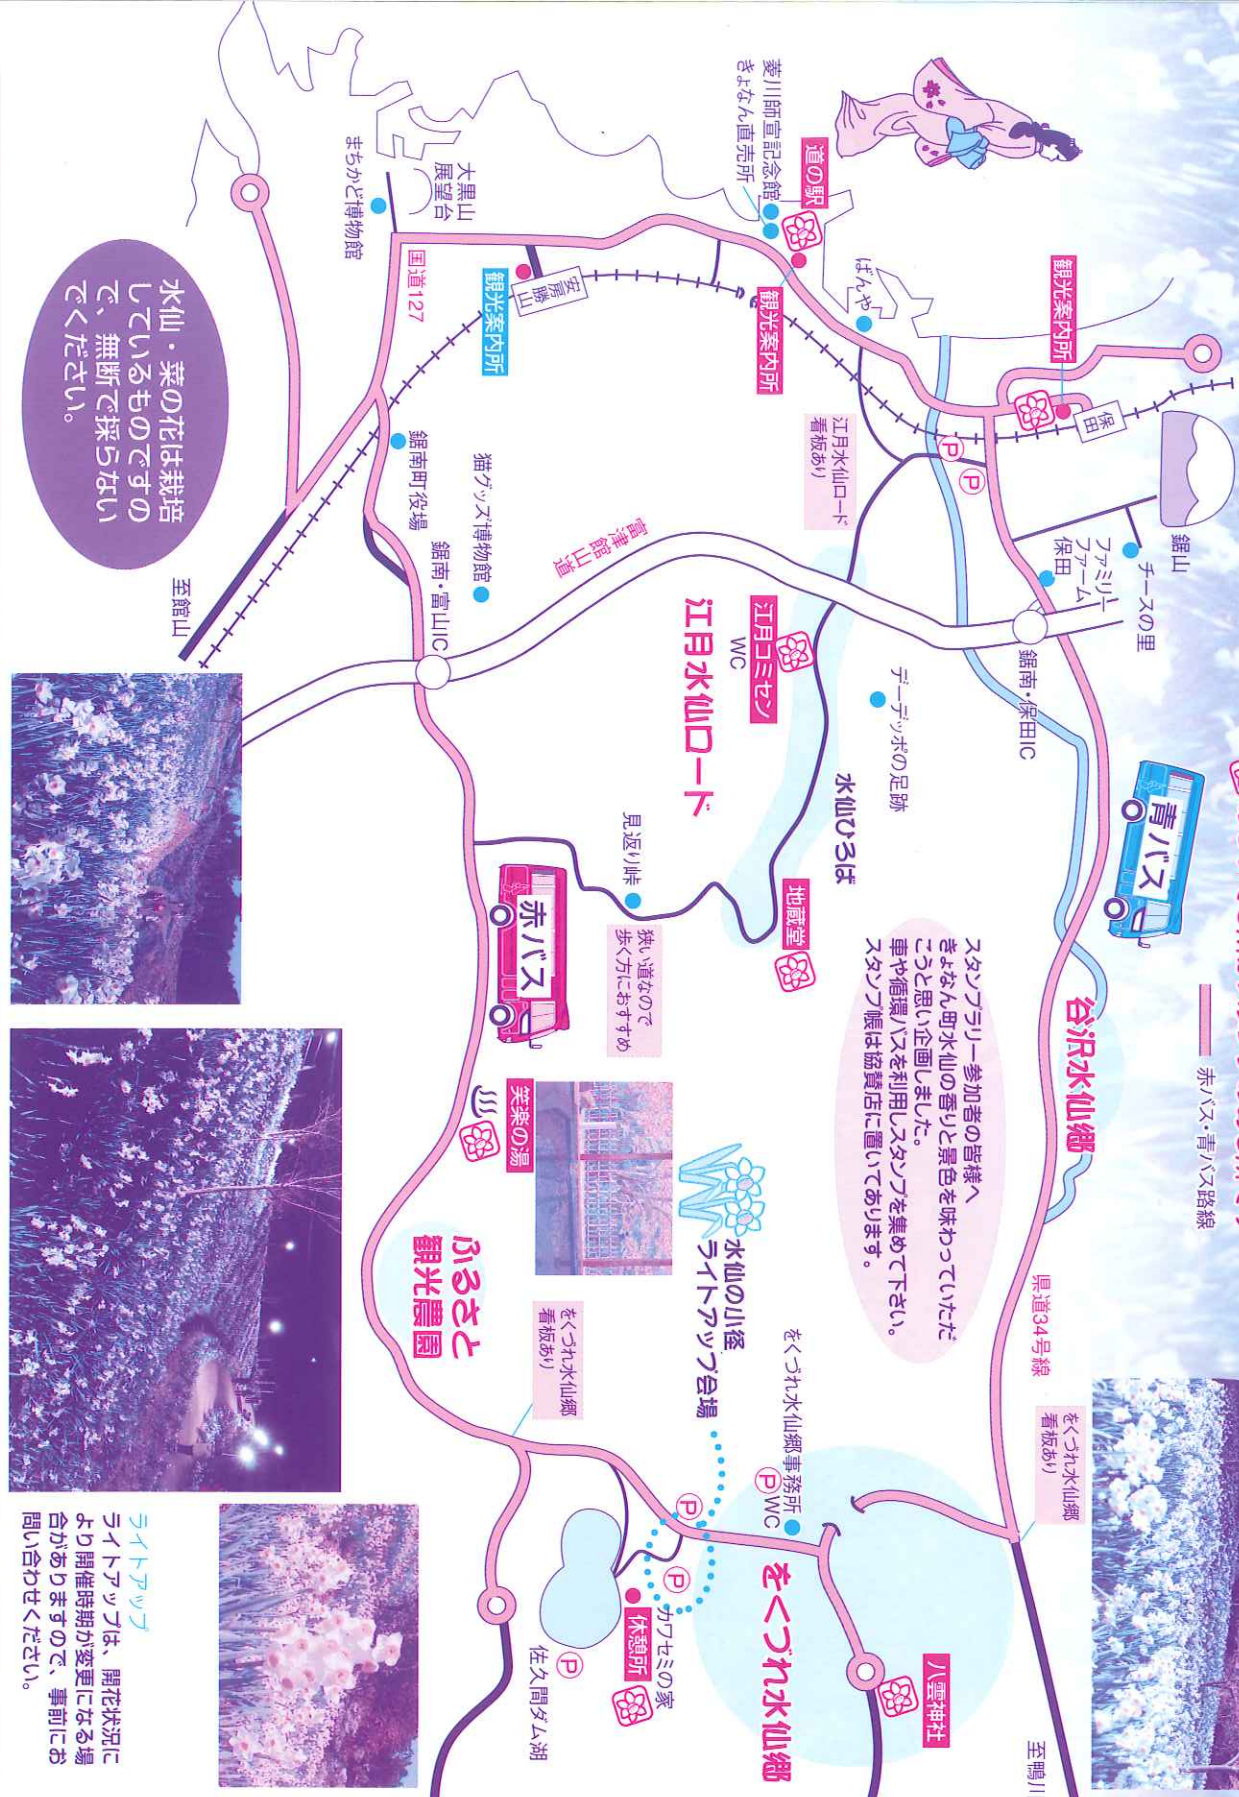 赤バス・青バス路線
青バス
鋸山
チーズの里
ファミリー
ファーム
保田
保田
観光案内所
鋸南・保田IC
谷沢水仙郷
県道34号線
をくづれ水仙郷
看板あり
至鴨川
ばんや
道の駅
菱川師宣記念館
きょなん直売所
観光案内所
P
P
江月水仙ロード
看板あり
デーデッポの足跡
水仙ひろば
江月コミセン
WC
江月水仙ロード
地蔵堂
スタンプラリー参加者の皆様へ
きょなん町水仙の香りと景色を味わっていただ
こうと思い企画しました。
車や循環バスを利用しスタンプを集めて下さい。
スタンプ帳は協賛店に置いてあります。
八雲神社
をくづれ水仙郷事務所
P WC
をくづれ水仙郷
水仙の小径
ライトアップ会場
P
P
カワセミの家
休憩所
佐久間ダム湖
P
富津館山道
見返り峠
狭い道なので
歩く方におすすめ
赤バス
笑楽の湯
をくづれ水仙郷
看板あり
ふるさと
観光農園
大黒山
展望台
まちかど博物館
国道127
安房勝山
観光案内所
猫グッズ博物館
鋸南町役場
鋸南・富山IC
至館山
水仙・菜の花は栽培
しているものですの
で、無断で採らない
でください。
ライトアップ
ライトアップは、開花状況に
より開催時期が変更になる場
合がありますので、事前にお
問い合わせください。